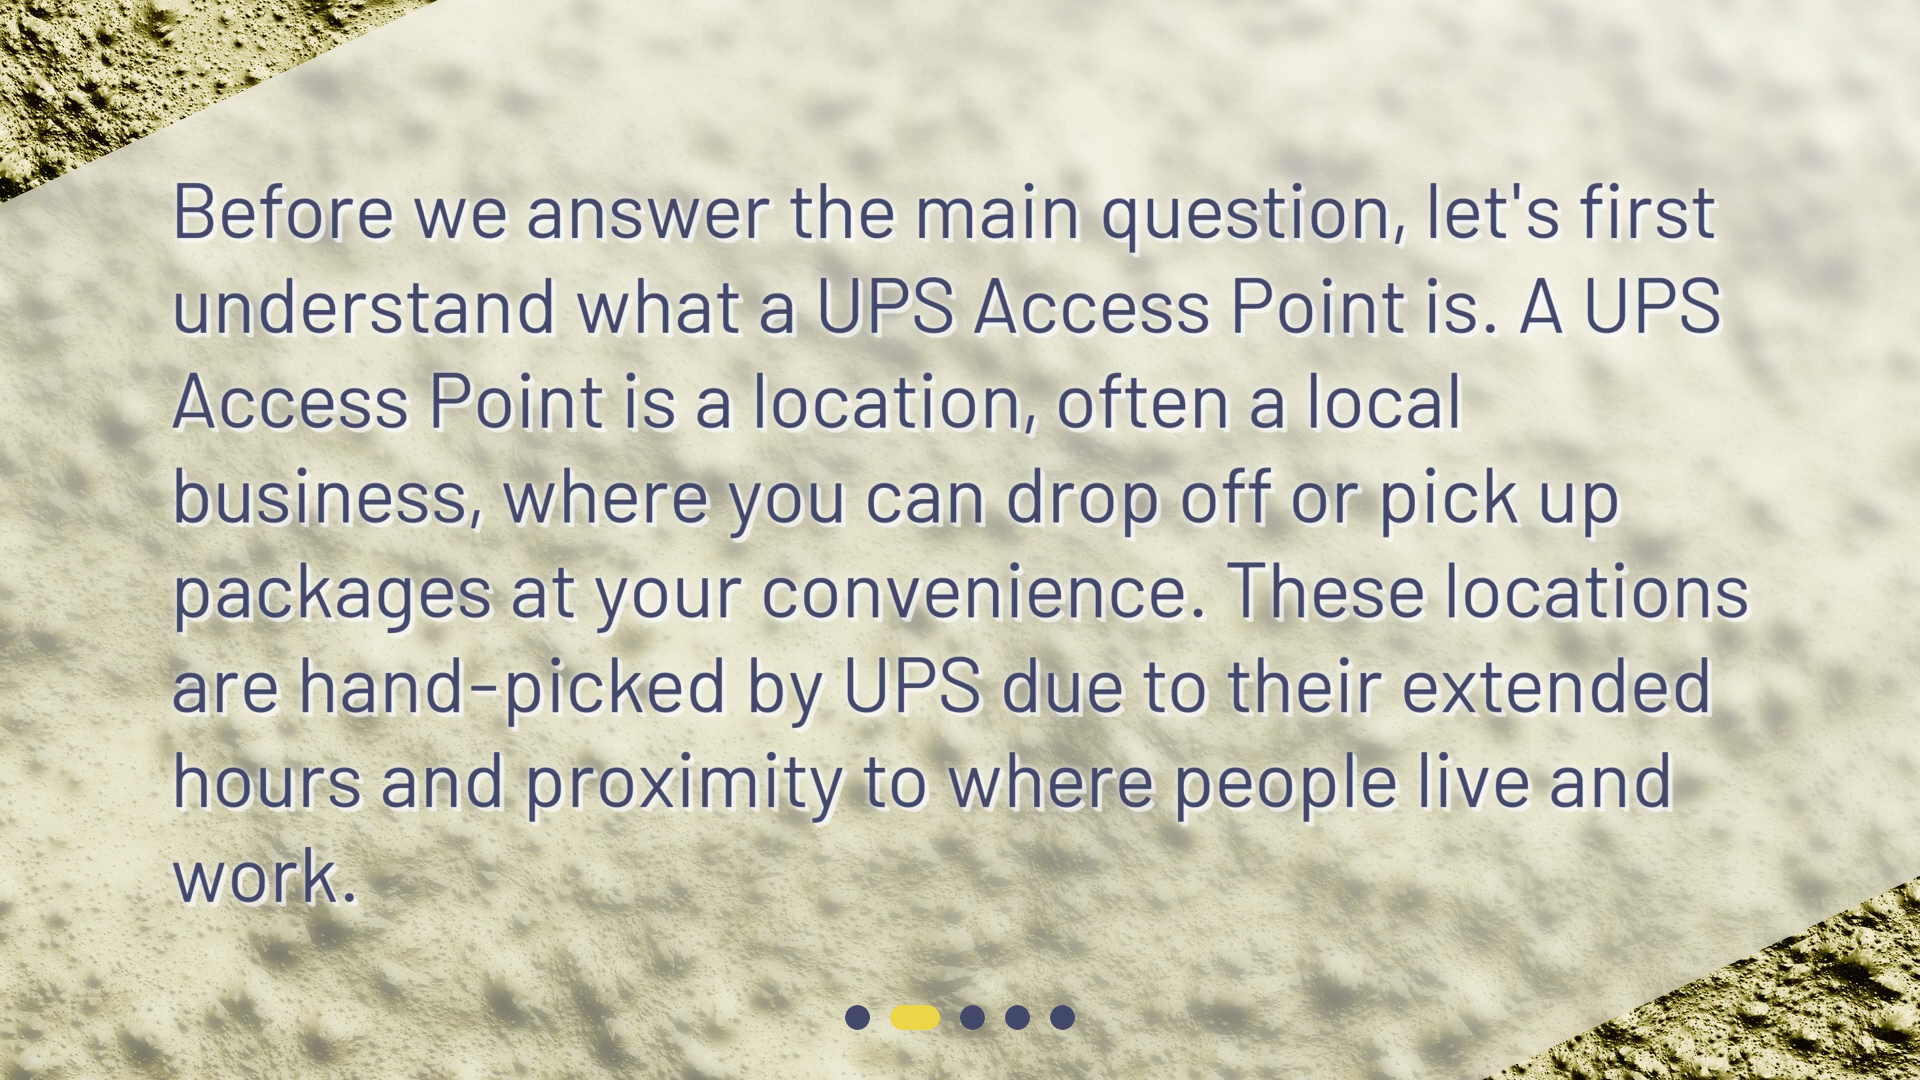 Before we answer the main question, let's first
understand what a UPS Access Point is. A UPS
Access Point is a location, often a local
business, where you can drop off or pick up
packages at your convenience. These locations
are hand-picked by UPS due to their extended
hours and proximity to where people live and
work.